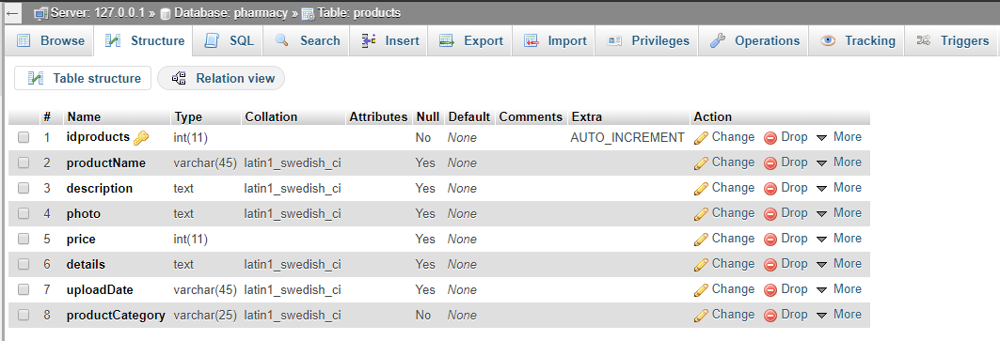 ← Server: 127.0.0.1 » Database: pharmacy » Table: products
Browse Structure SQL Search Insert Export Import Privileges Operations Tracking Triggers
Table structure Relation view
# Name Type Collation Attributes Null Default Comments Extra Action
1 idproducts int(11) No None AUTO_INCREMENT Change Drop More
2 productName varchar(45) latin1_swedish_ci Yes None Change Drop More
3 description text latin1_swedish_ci Yes None Change Drop More
4 photo text latin1_swedish_ci Yes None Change Drop More
5 price int(11) Yes None Change Drop More
6 details text latin1_swedish_ci Yes None Change Drop More
7 uploadDate varchar(45) latin1_swedish_ci Yes None Change Drop More
8 productCategory varchar(25) latin1_swedish_ci No None Change Drop More